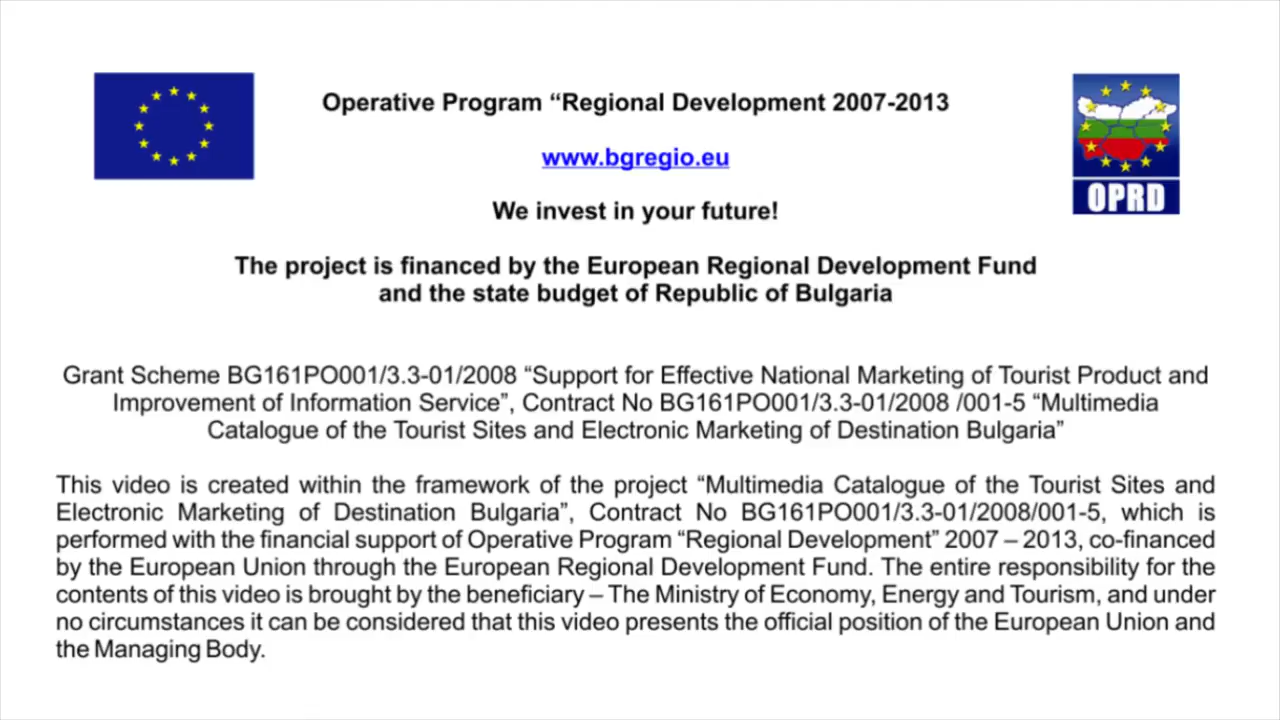 Operative Program “Regional Development 2007-2013
www.bgregio.eu
We invest in your future!
OPRD
The project is financed by the European Regional Development Fund
and the state budget of Republic of Bulgaria
Grant Scheme BG161PO001/3.3-01/2008 “Support for Effective National Marketing of Tourist Product and
Improvement of Information Service”, Contract No BG161PO001/3.3-01/2008 /001-5 “Multimedia
Catalogue of the Tourist Sites and Electronic Marketing of Destination Bulgaria”
This video is created within the framework of the project “Multimedia Catalogue of the Tourist Sites and
Electronic Marketing of Destination Bulgaria”, Contract No BG161PO001/3.3-01/2008/001-5, which is
performed with the financial support of Operative Program “Regional Development” 2007 – 2013, co-financed
by the European Union through the European Regional Development Fund. The entire responsibility for the
contents of this video is brought by the beneficiary – The Ministry of Economy, Energy and Tourism, and under
no circumstances it can be considered that this video presents the official position of the European Union and
the Managing Body.